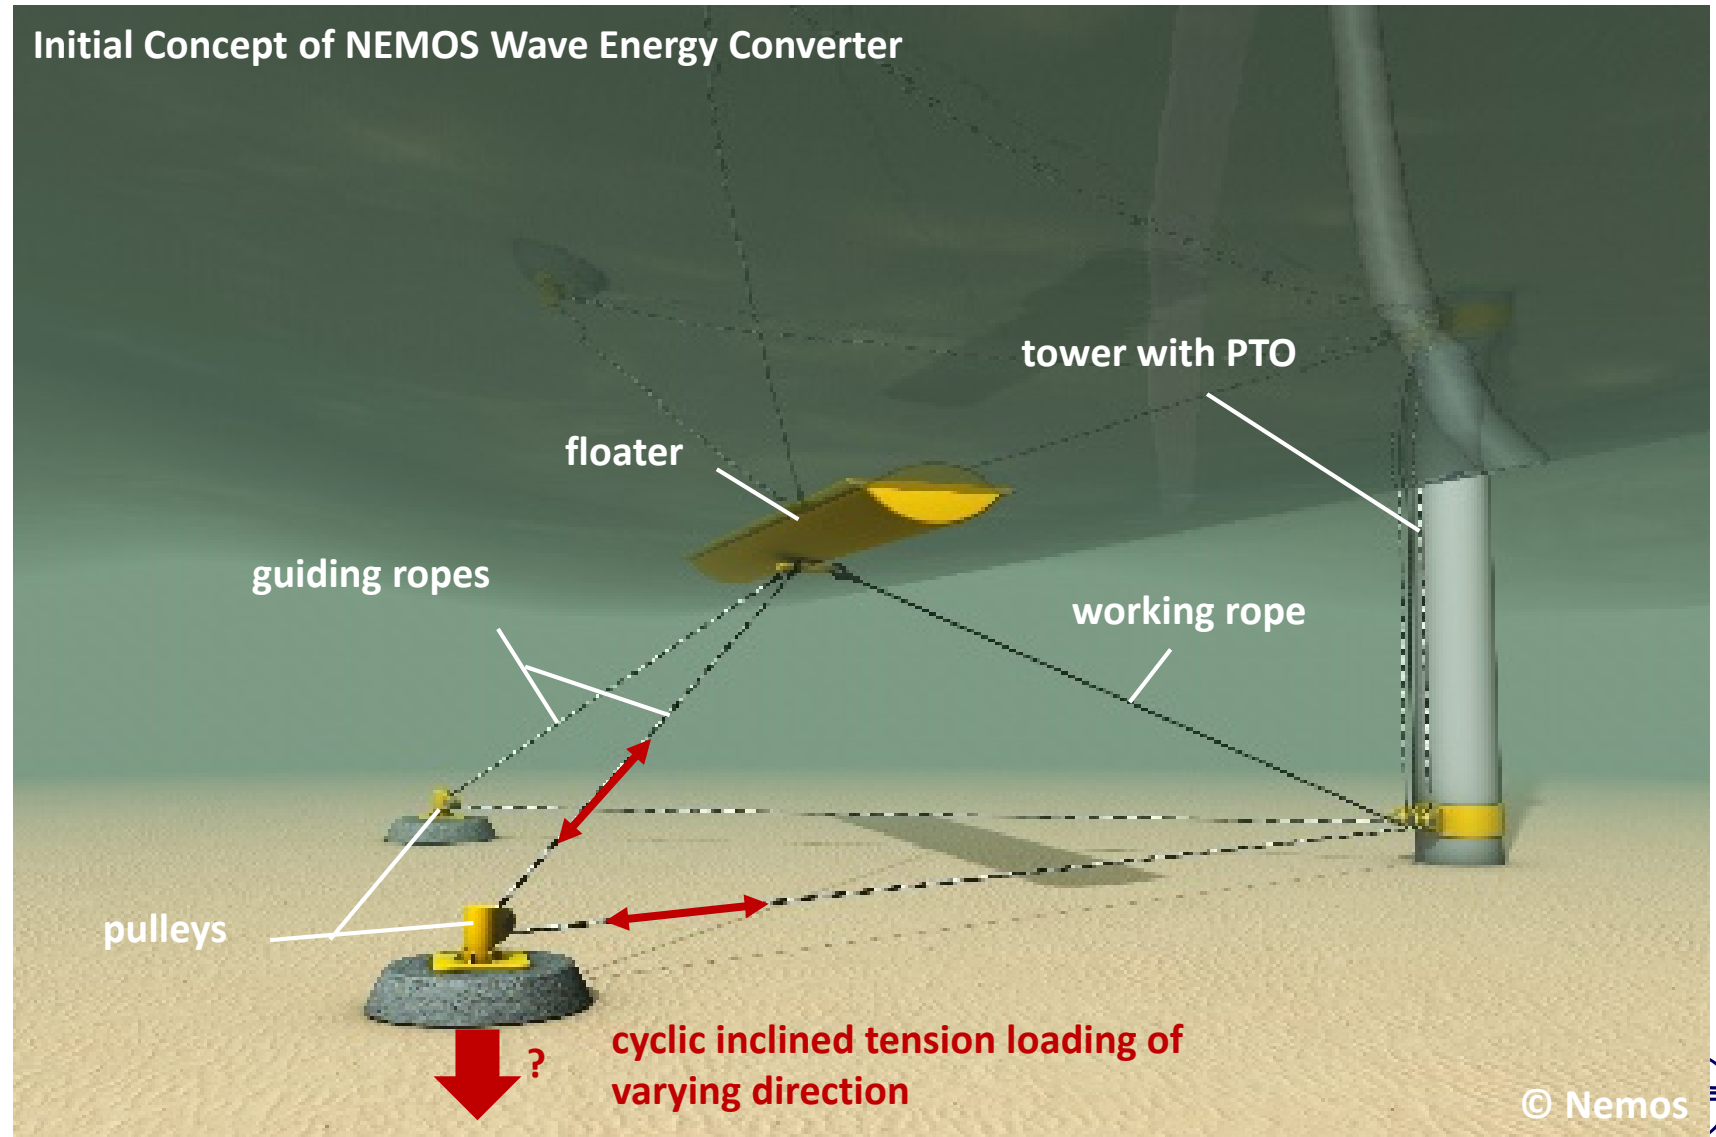 Initial Concept of NEMOS Wave Energy Converter
tower with PTO
floater
guiding ropes
working rope
pulleys
?
cyclic inclined tension loading of
varying direction
© Nemos